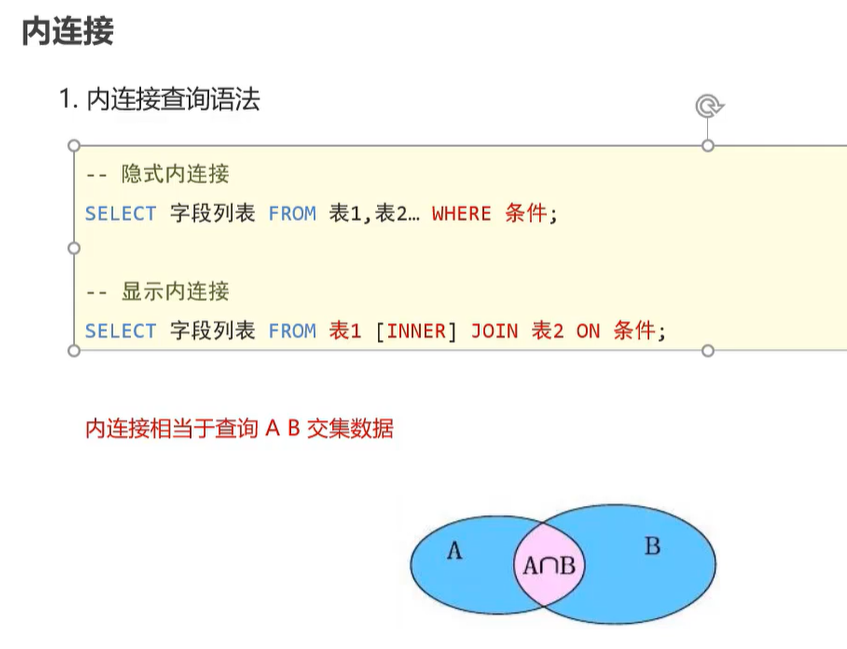 内连接
1. 内连接查询语法
-- 隐式内连接
SELECT 字段列表 FROM 表1,表2… WHERE 条件;
-- 显示内连接
SELECT 字段列表 FROM 表1 [INNER] JOIN 表2 ON 条件;
内连接相当于查询 A B 交集数据
A
B
A∩B